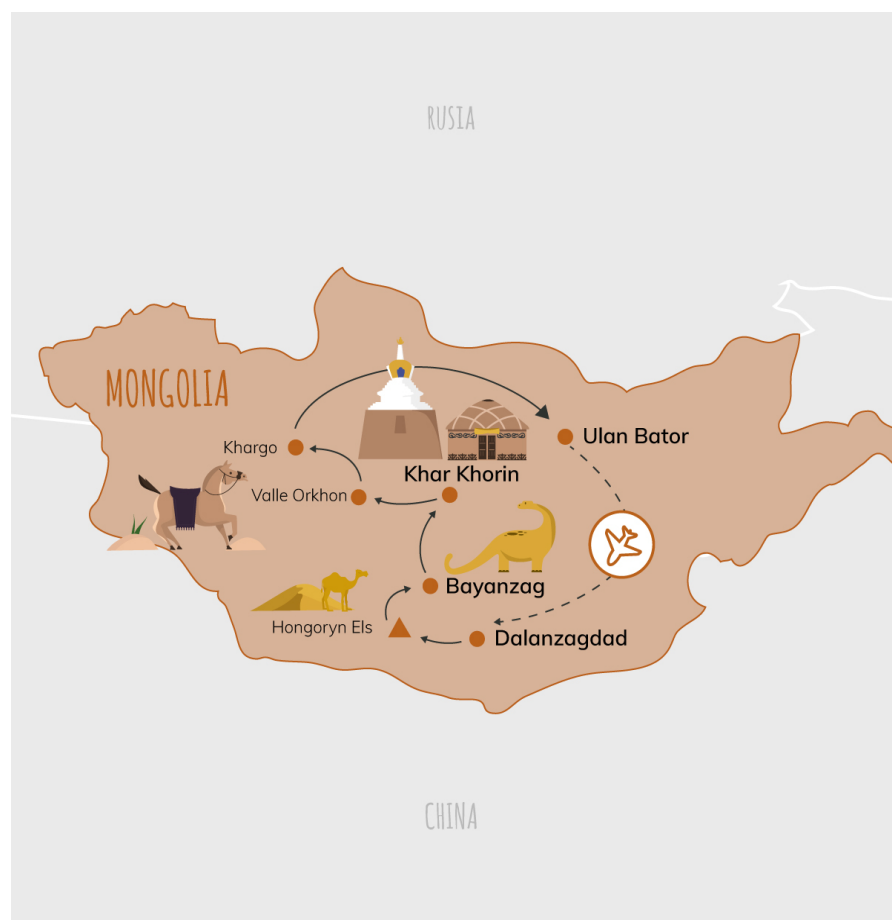 RUSIA
MONGOLIA
Ulan Bator
Khargo
Khar Khorin
Valle Orkhon
Bayanzag
Hongoryn Els
Dalanzagdad
CHINA